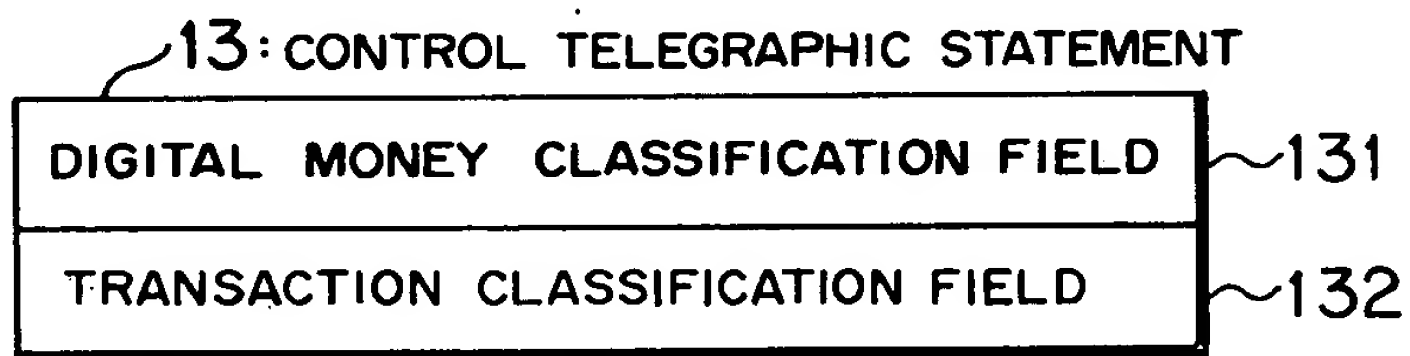 13: CONTROL TELEGRAPHIC STATEMENT
DIGITAL MONEY CLASSIFICATION FIELD 131
TRANSACTION CLASSIFICATION FIELD 132